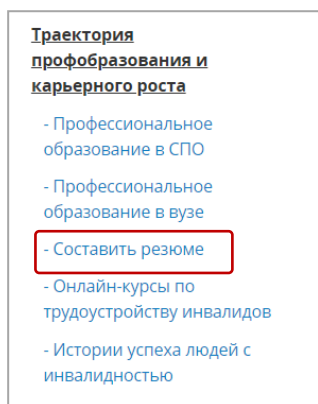 Траектория
профобразования и
карьерного роста
- Профессиональное
образование в СПО
- Профессиональное
образование в вузе
- Составить резюме
- Онлайн-курсы по
трудоустройству инвалидов
- Истории успеха людей с
инвалидностью